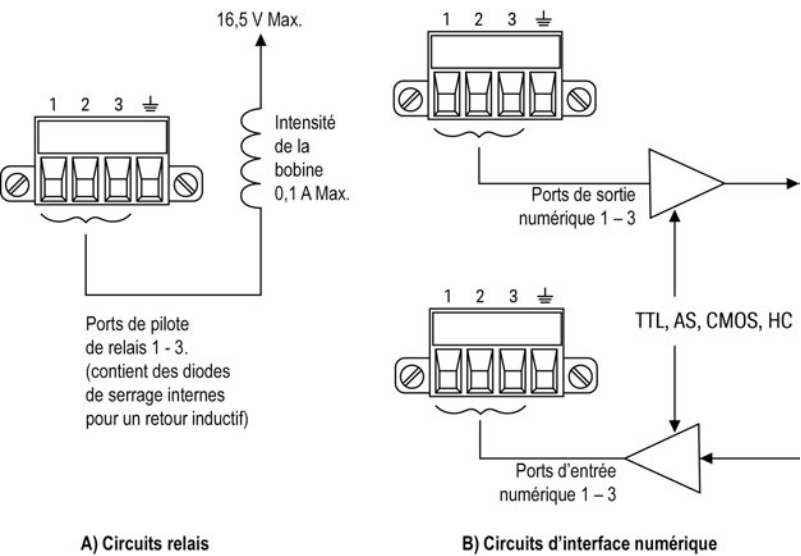 16,5 V Max.
1 2 3
Intensité
de la
bobine
0,1 A Max.
Ports de pilote
de relais 1 - 3.
(contient des diodes
de serrage internes
pour un retour inductif)
A) Circuits relais
1 2 3
Ports de sortie
numérique 1 – 3
TTL, AS, CMOS, HC
1 2 3
Ports d'entrée
numérique 1 – 3
B) Circuits d'interface numérique